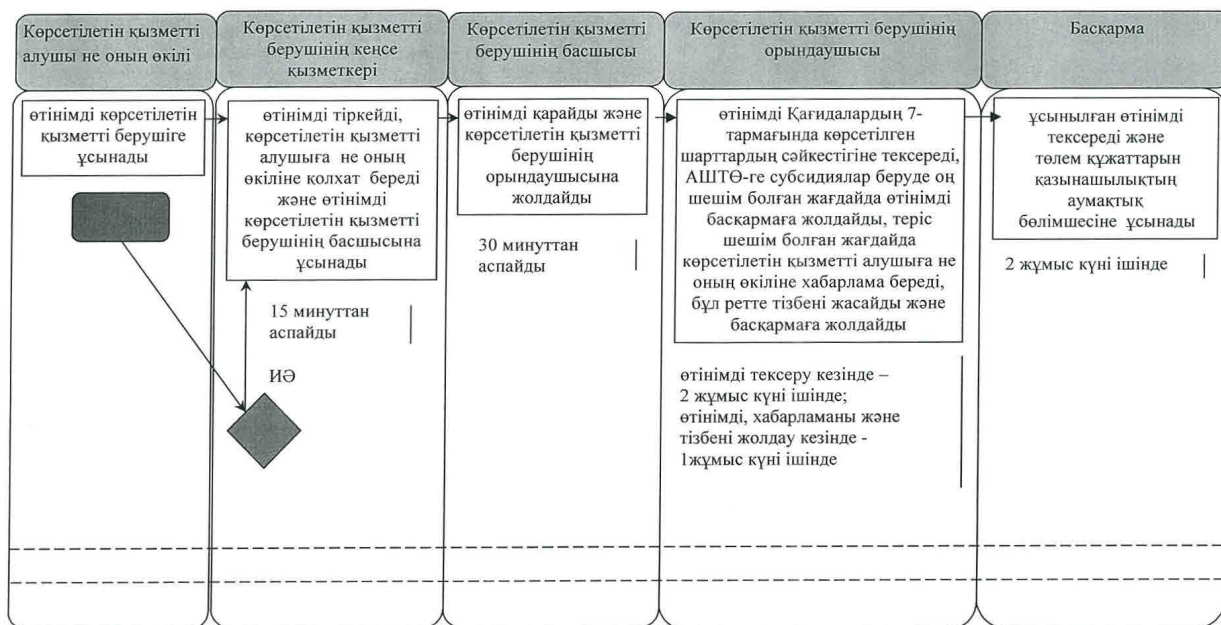 Көрсетілетін қызметті
алушы не оның өкілі
Көрсетілетін қызметті
берушінің кеңсе
қызметкері
Көрсетілетін қызметті
берушінің басшысы
Көрсетілетін қызметті берушінің
орындаушысы
Басқарма
өтінімді көрсетілетін
қызметті берушіге
ұсынады
өтінімді тіркейді,
көрсетілетін қызметті
алушыға не оның
өкіліне қолхат береді
және өтінімді
көрсетілетін қызметті
берушінің басшысына
ұсынады
15 минуттан
аспайды
ИӘ
өтінімді қарайды және
көрсетілетін қызметті
берушінің
орындаушысына
жолдайды
30 минуттан
аспайды
өтінімді Қағидалардың 7-
тармағында көрсетілген
шарттардың сәйкестігіне тексереді,
АШТӨ-ге субсидиялар беруде оң
шешім болған жағдайда өтінімді
басқармаға жолдайды, теріс
шешім болған жағдайда
көрсетілетін қызметті алушыға не
оның өкіліне хабарлама береді,
бұл ретте тізбені жасайды және
басқармаға жолдайды
өтінімді тексеру кезінде –
2 жұмыс күні ішінде;
өтінімді, хабарламаны және
тізбені жолдау кезінде -
1жұмыс күні ішінде
ұсынылған өтінімді
тексереді және
төлем құжаттарын
қазынашылықтың
аумақтық
бөлімшесіне ұсынады
2 жұмыс күні ішінде